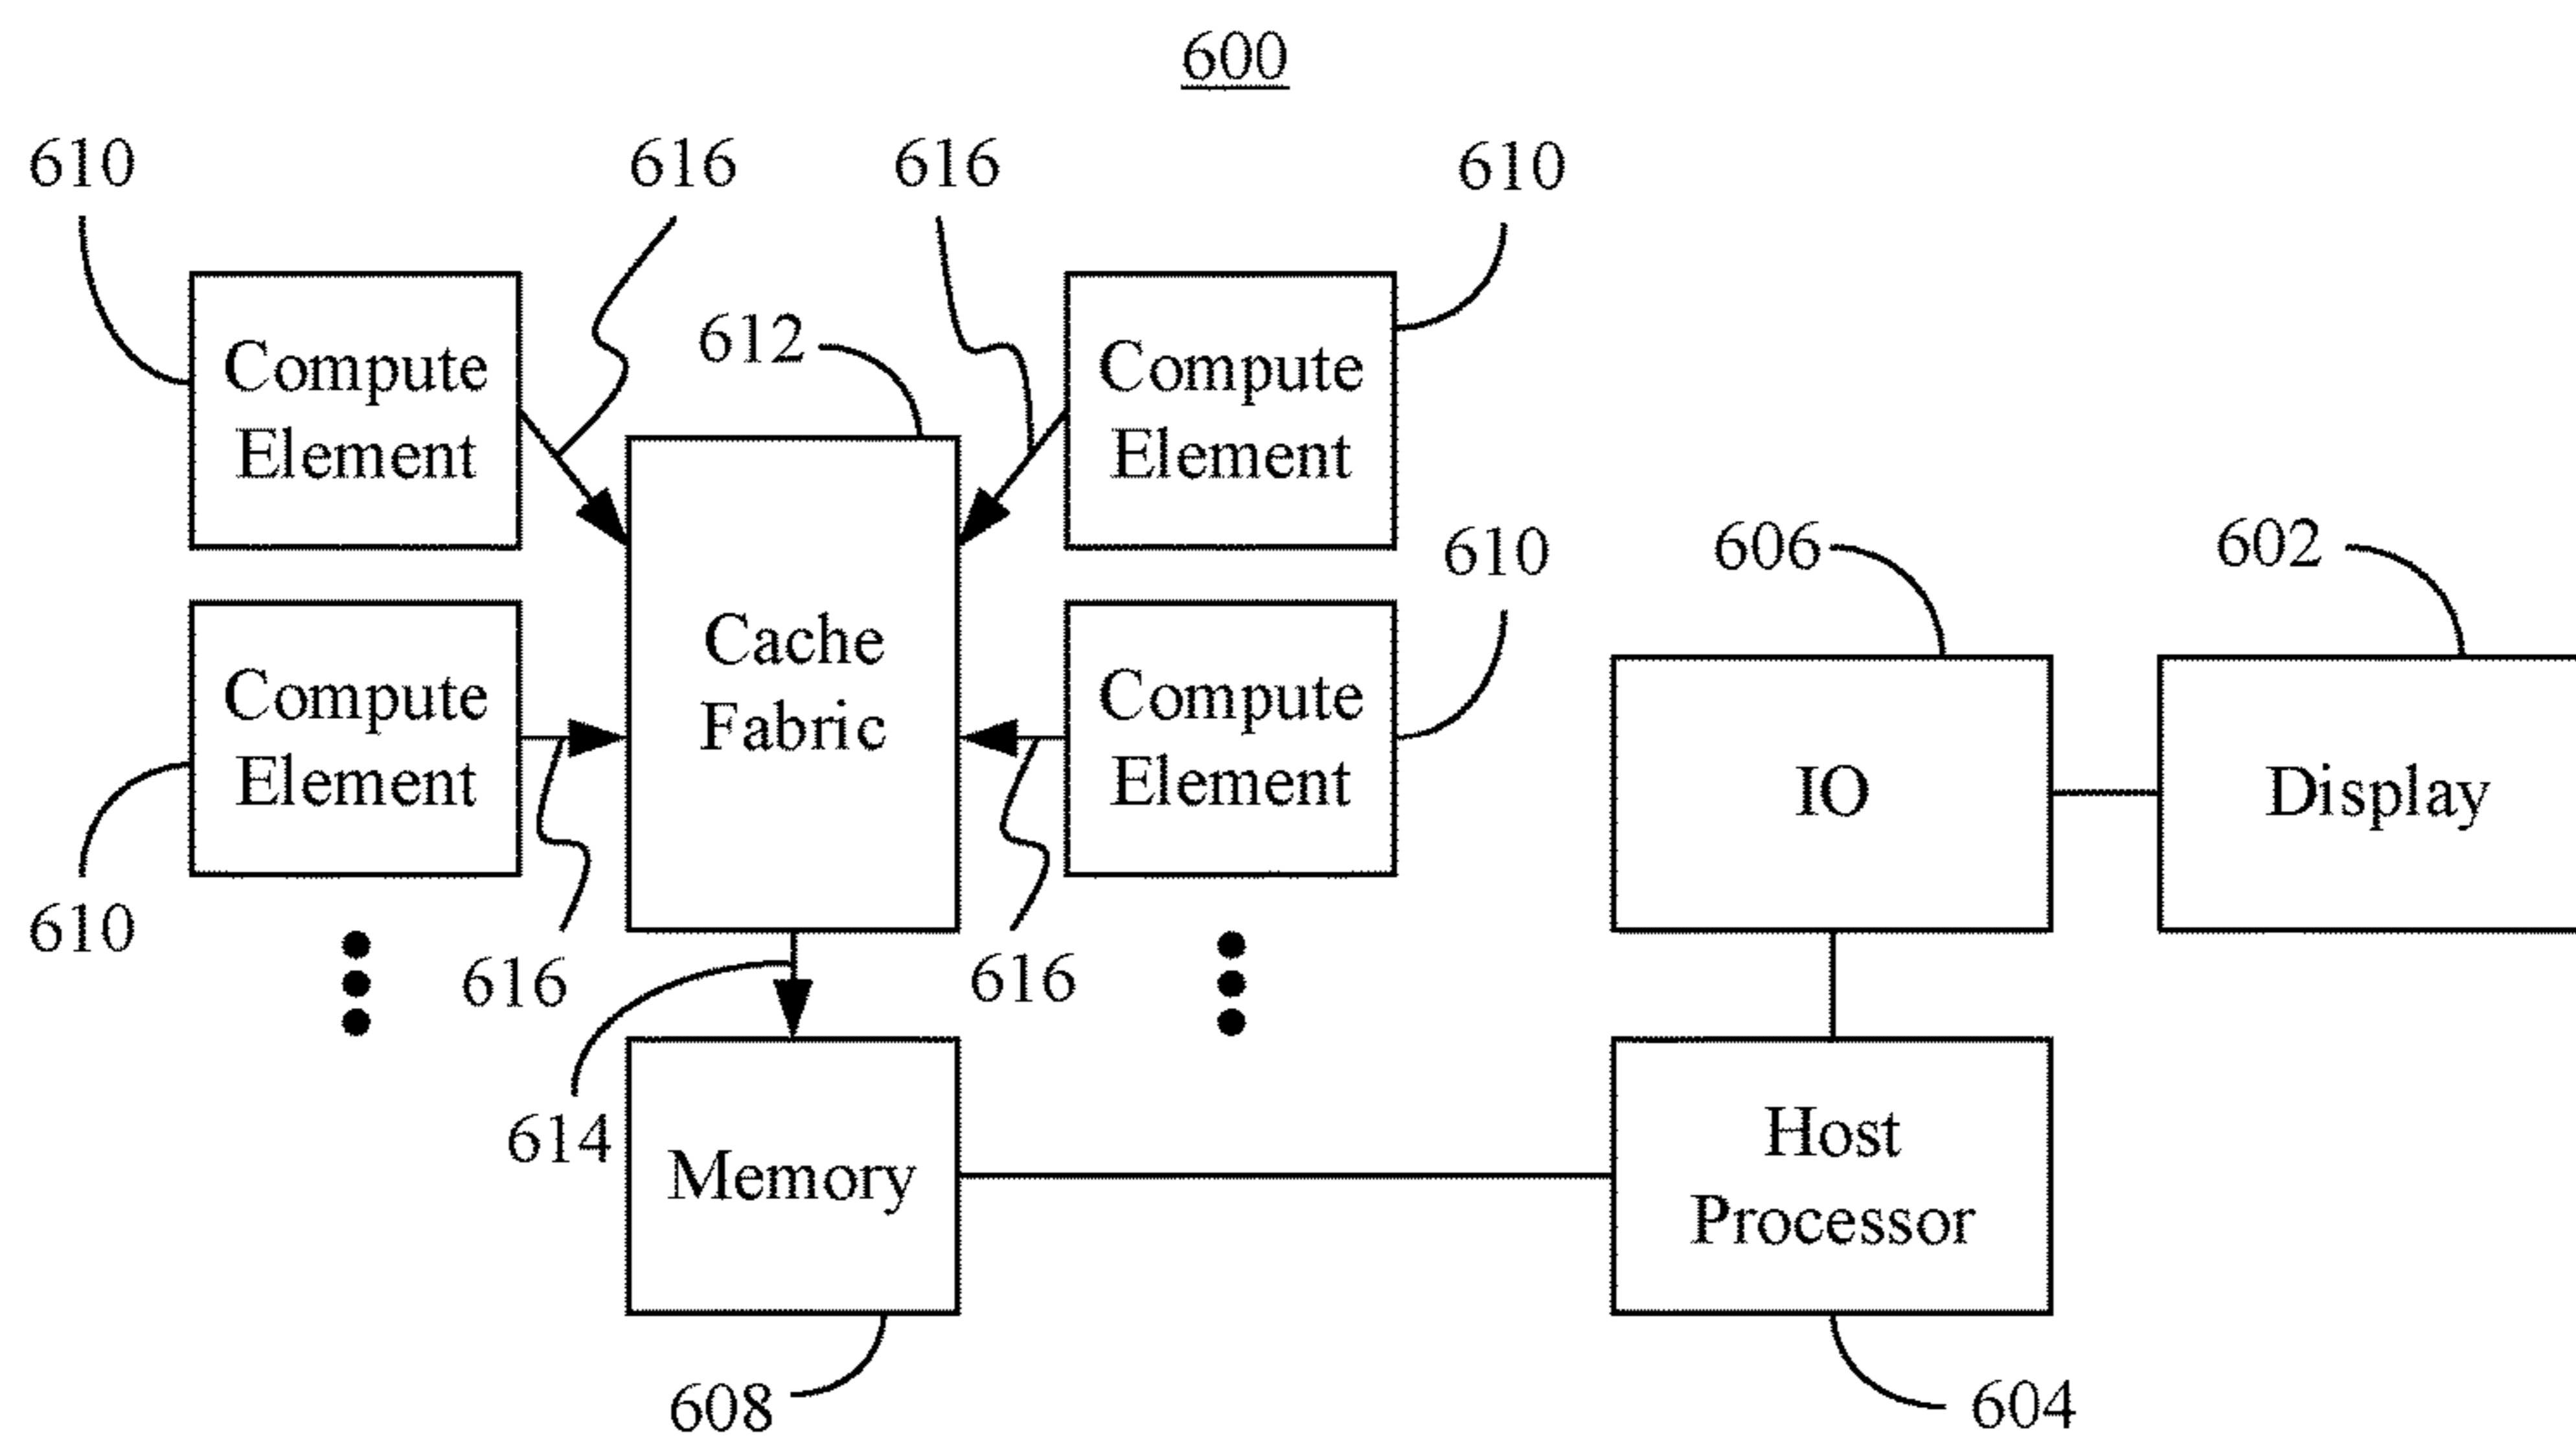 600
610
616
616
610
612
Compute
Element
Compute
Element
606
602
610
Cache
Fabric
Compute
Element
Compute
Element
IO
Display
610
616
616
614
Memory
Host
Processor
608
604